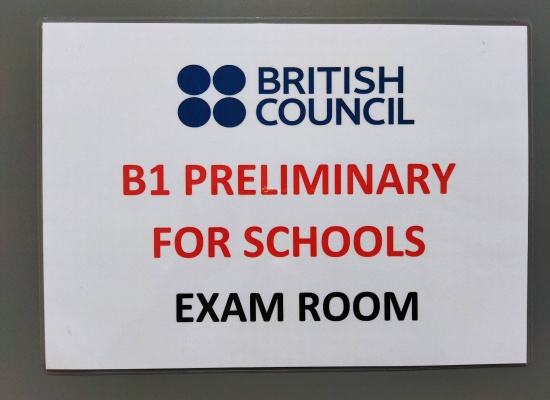 BRITISH
COUNCIL
B1 PRELIMINARY
FOR SCHOOLS
EXAM ROOM